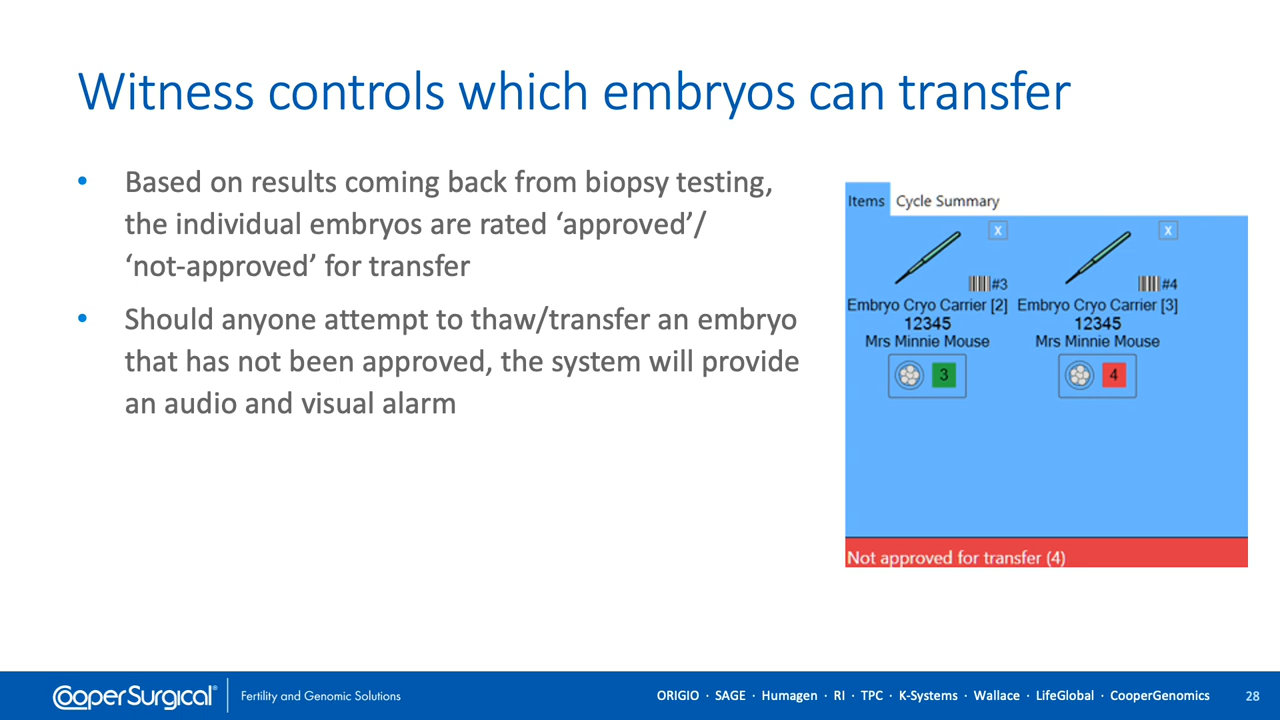 Witness controls which embryos can transfer
• Based on results coming back from biopsy testing,
the individual embryos are rated ‘approved’/
‘not-approved’ for transfer
• Should anyone attempt to thaw/transfer an embryo
that has not been approved, the system will provide
an audio and visual alarm
Items Cycle Summary
X X
#3 #4
Embryo Cryo Carrier [2] Embryo Cryo Carrier [3]
12345 12345
Mrs Minnie Mouse Mrs Minnie Mouse
3 4
Not approved for transfer (4)
CooperSurgical® Fertility and Genomic Solutions ORIGIO · SAGE · Humagen · RI · TPC · K-Systems · Wallace · LifeGlobal · CooperGenomics 28